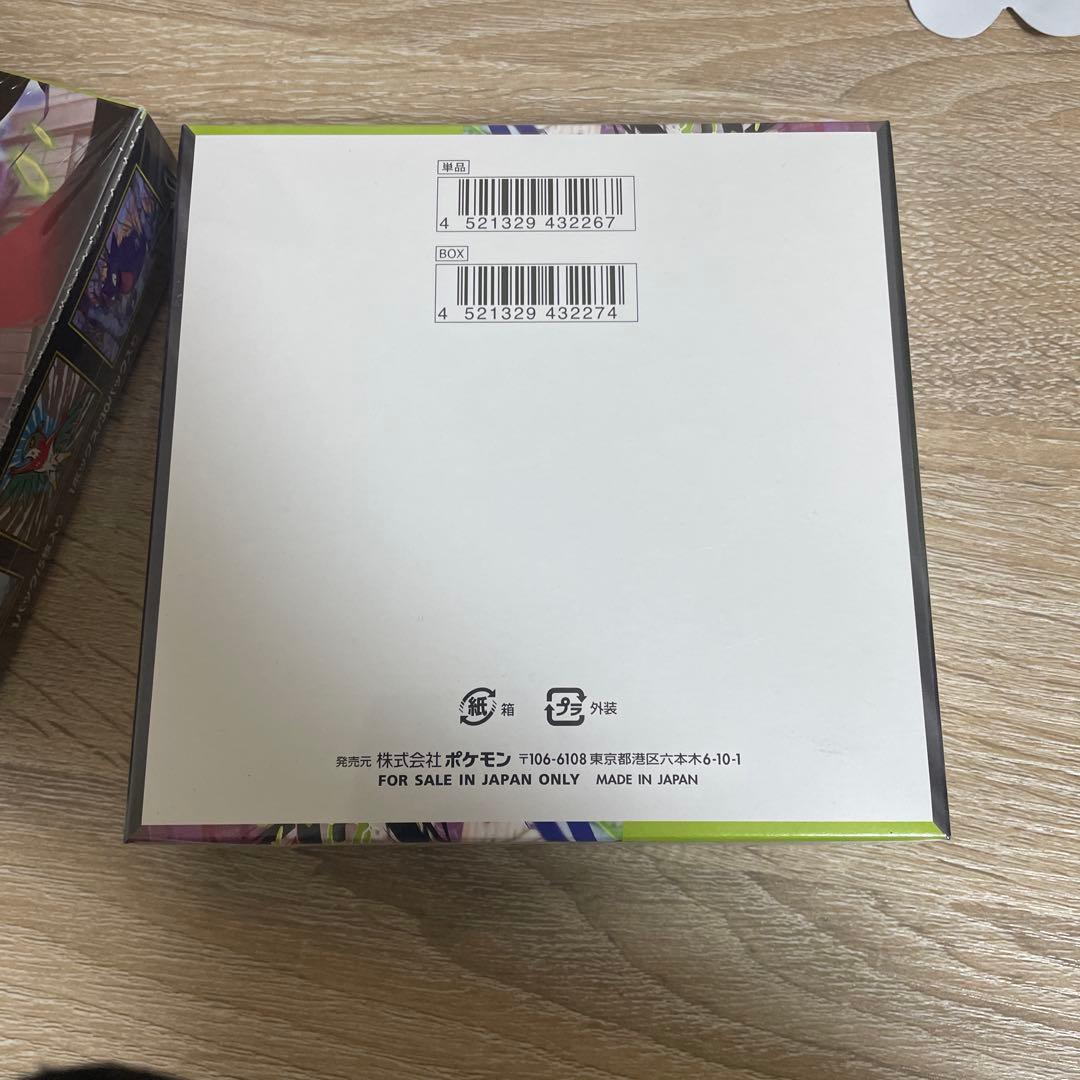 単品
4 521329 432267
BOX
4 521329 432274
紙 箱 プラ 外装
発売元 株式会社 ポケモン 〒106-6108 東京都港区六本木6-10-1
FOR SALE IN JAPAN ONLY MADE IN JAPAN